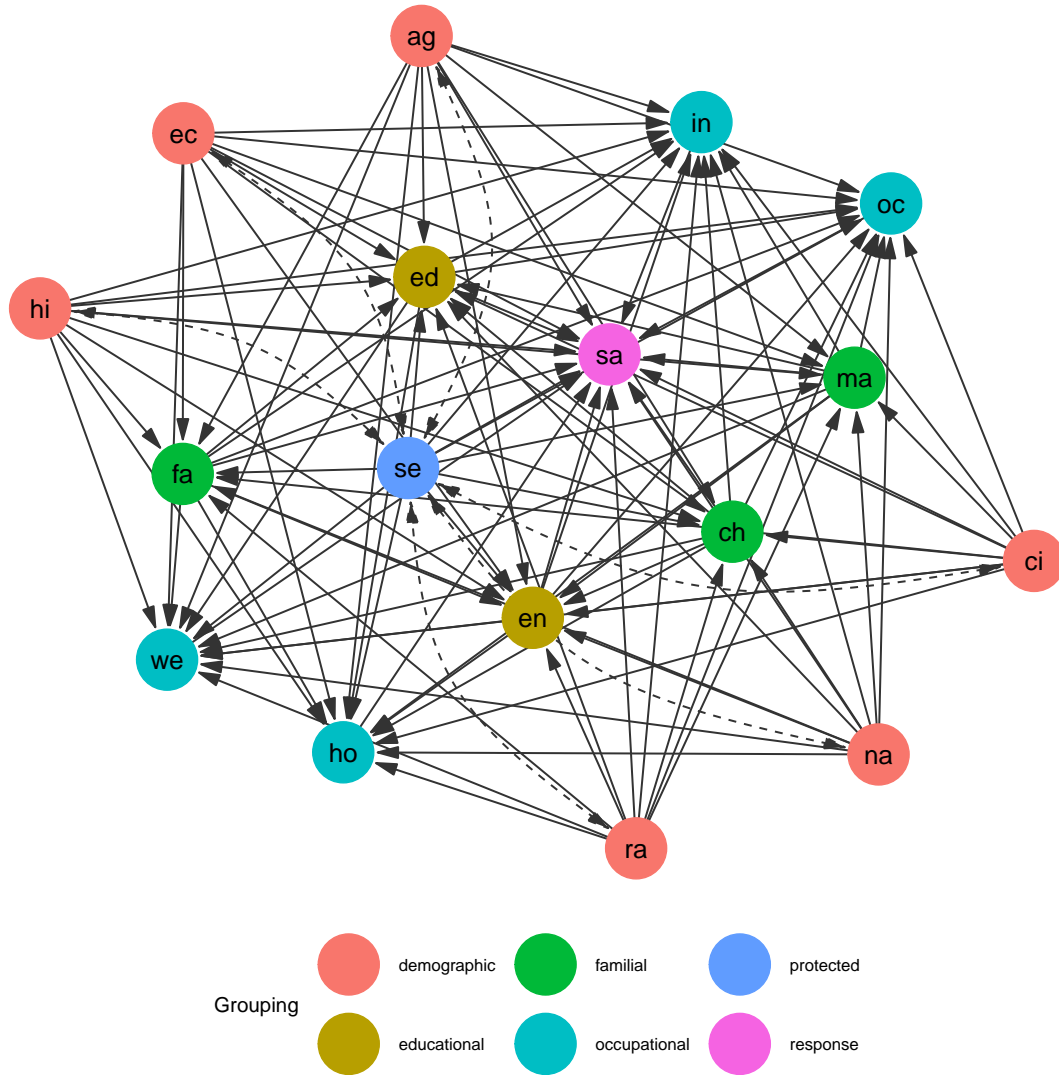 ag
in
ec
oc
ed
hi
sa
ma
se
fa
ch
ci
en
we
ho
na
ra
demographic familial protected
Grouping
educational occupational response